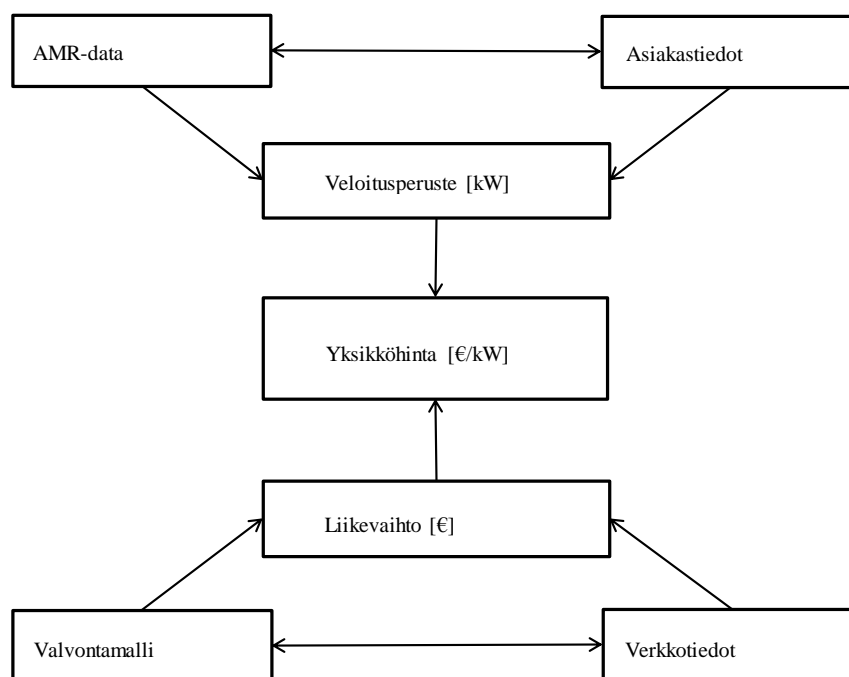 AMR-data
Asiakastiedot
Veloitusperuste [kW]
Yksikköhinta [€/kW]
Liikevaihto [€]
Valvontamalli
Verkkotiedot